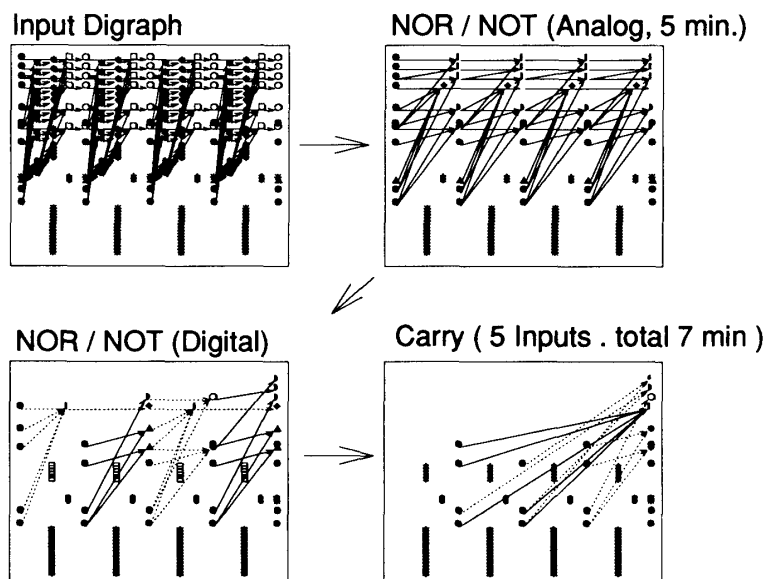 Input Digraph
NOR / NOT (Analog, 5 min.)
NOR / NOT (Digital)
Carry ( 5 Inputs . total 7 min )